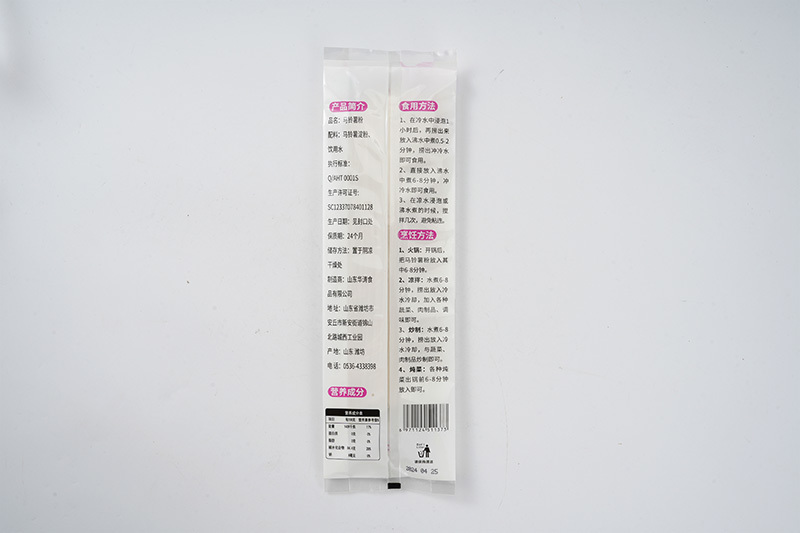 产品简介
品名：马铃薯粉
配料：马铃薯淀粉、
饮用水
执行标准：
Q/AHT 0001S
生产许可证号：
SC12337078401128
生产日期：见封口处
保质期：24个月
储存方法：置于阴凉
干燥处
制造商：山东华涛食
品有限公司
地 址：山东省潍坊市
安丘市新安街道锦山
北路城西工业园
产 地：山东 潍坊
电 话：0536-4338398
营养成分
营养成分表
食用方法
1、在冷水中浸泡1
小时后，再捞出来
放入沸水中煮0.5-2
分钟，捞出冲冷水
即可食用。
2、直接放入沸水
中煮6-8分钟，冲
冷水即可食用。
3、在凉水浸泡或
沸水煮的时候，搅
拌几次，避免粘连。
烹饪方法
1、火锅：开锅后，
把马铃薯粉放入其
中6-8分钟。
2、凉拌：水煮6-8
分钟，捞出放入冷
水冷却，加入各种
蔬菜、肉制品、调
味即可。
3、炒制：水煮6-8
分钟，捞出放入冷
水冷却，与蔬菜、
肉制品炒制即可。
4、炖菜：各种炖
菜出锅前6-8分钟
放入即可。
6 971124 511373
2024 04 25